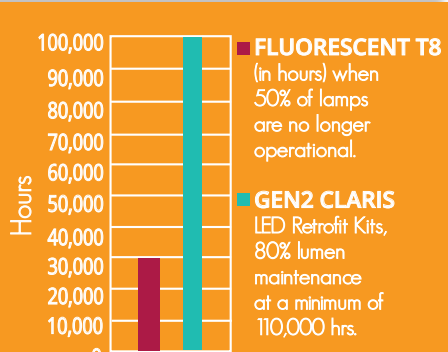 100,000
90,000
80,000
70,000
60,000
50,000
40,000
30,000
20,000
10,000
Hours
FLUORESCENT T8
(in hours) when
50% of lamps
are no longer
operational.
GEN2 CLARIS
LED Retrofit Kits,
80% lumen
maintenance
at a minimum of
110,000 hrs.